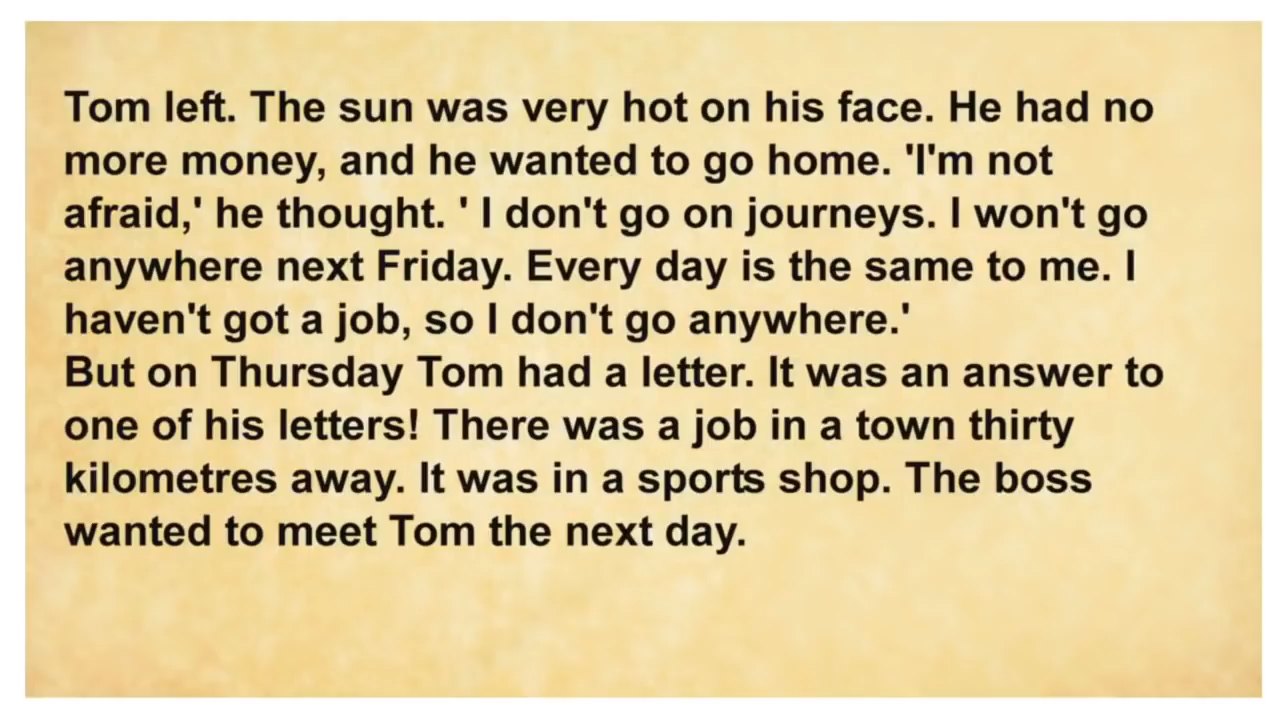 Tom left. The sun was very hot on his face. He had no
more money, and he wanted to go home. 'I'm not
afraid,' he thought. ' I don't go on journeys. I won't go
anywhere next Friday. Every day is the same to me. I
haven't got a job, so I don't go anywhere.'
But on Thursday Tom had a letter. It was an answer to
one of his letters! There was a job in a town thirty
kilometres away. It was in a sports shop. The boss
wanted to meet Tom the next day.